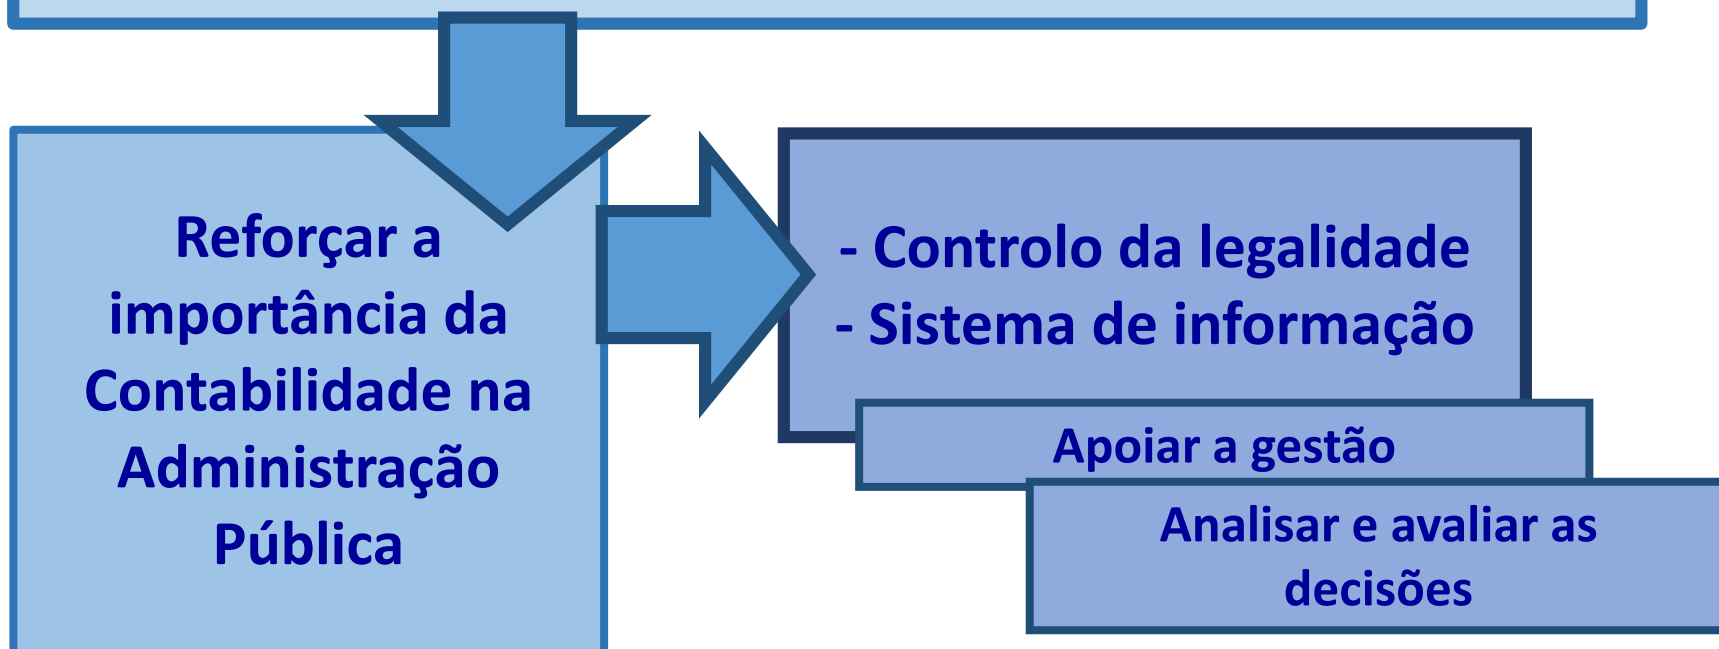 Reforçar a
importância da
Contabilidade na
Administração
Pública
- Controlo da legalidade
- Sistema de informação
Apoiar a gestão
Analisar e avaliar as
decisões